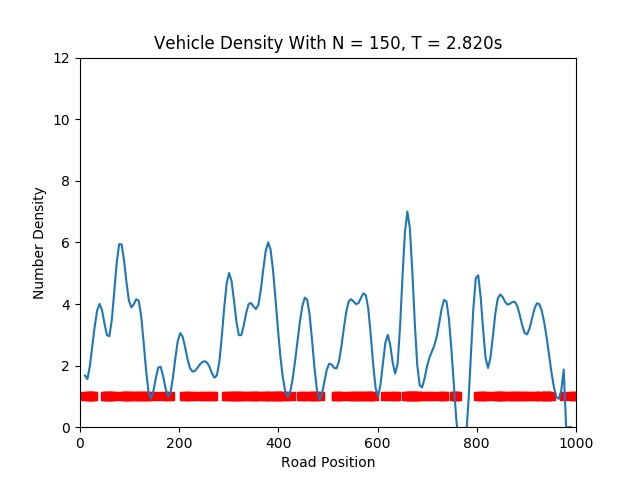 Vehicle Density With N = 150, T = 2.820s
12
10
8
6
4
2
0
Number Density
0 200 400 600 800 1000
Road Position